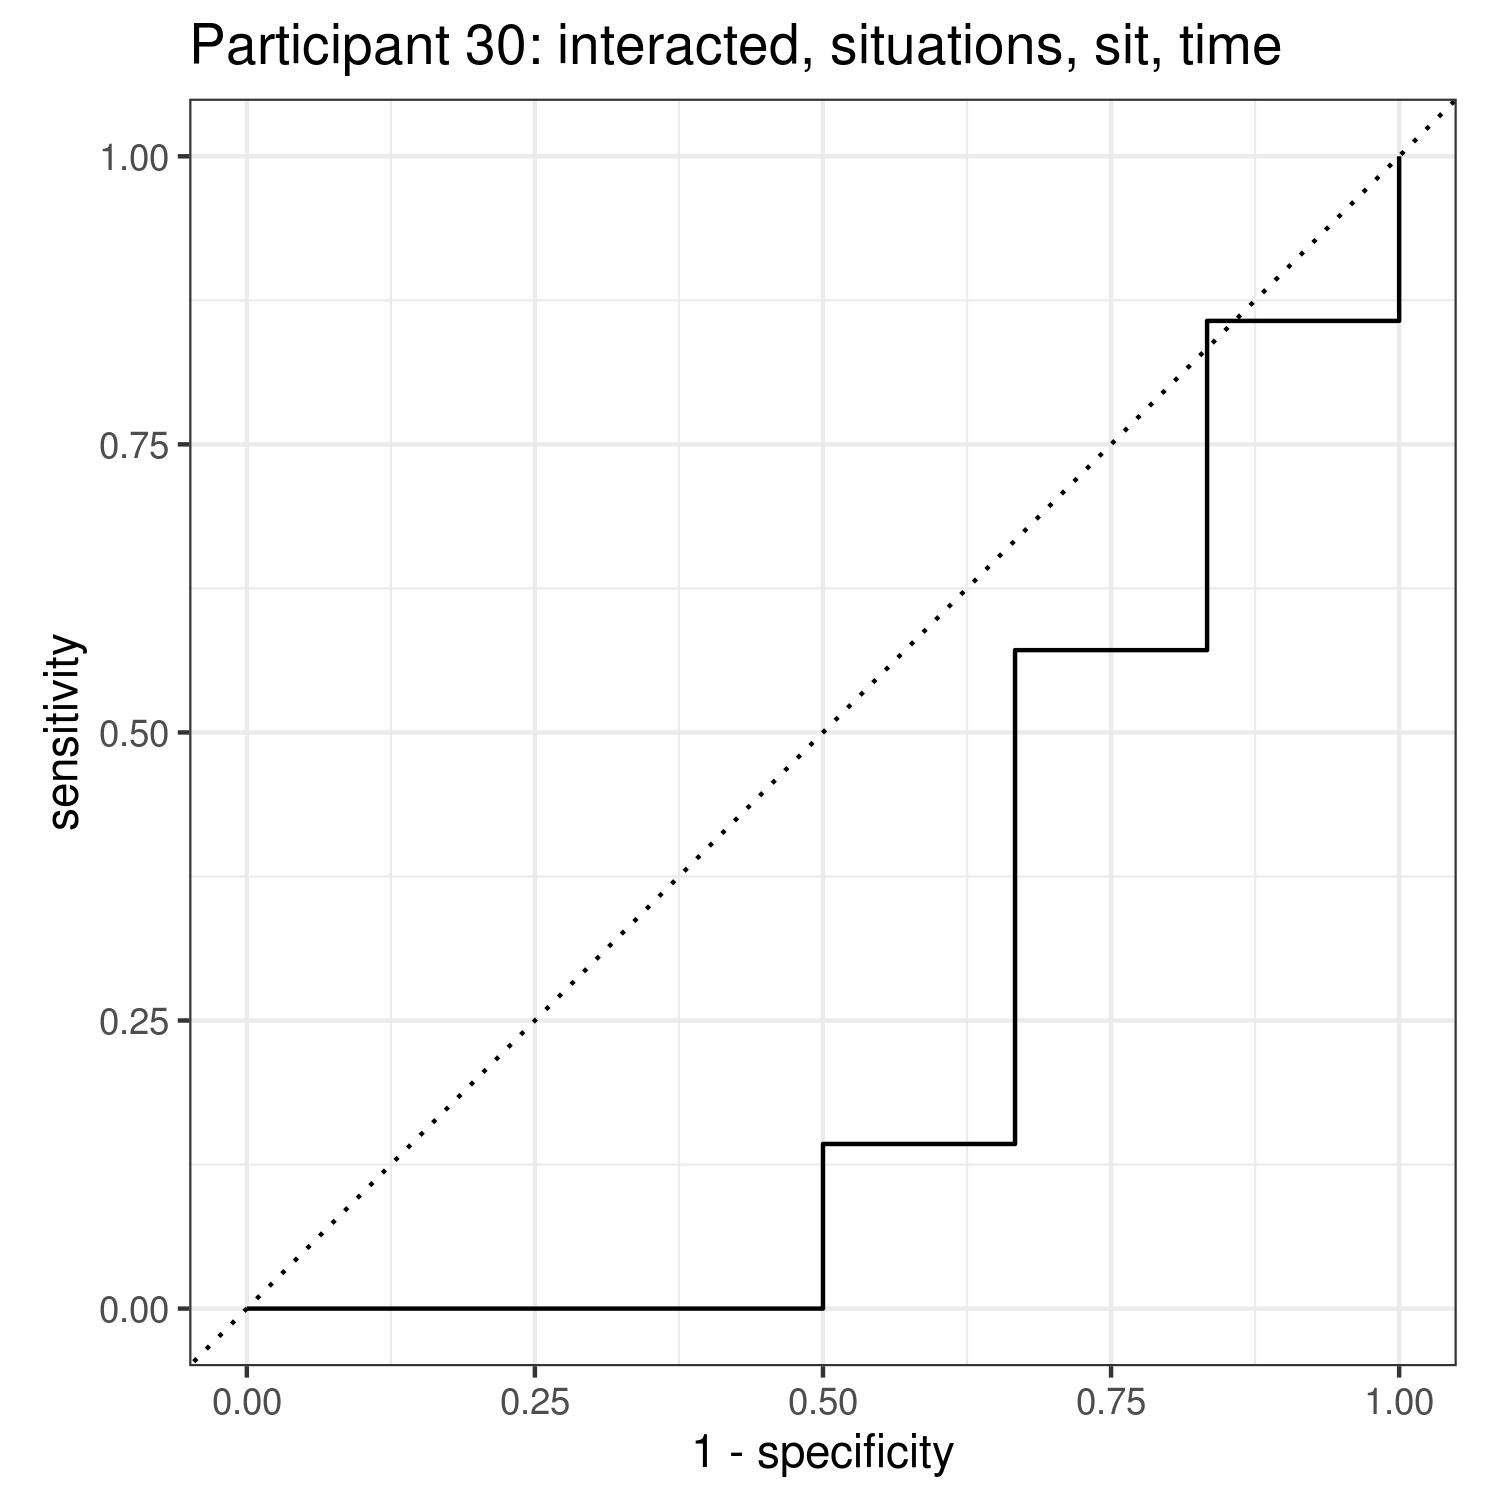 Participant 30: interacted, situations, sit, time
1.00
0.75
0.50
0.25
0.00
sensitivity
0.00 0.25 0.50 0.75 1.00
1 - specificity